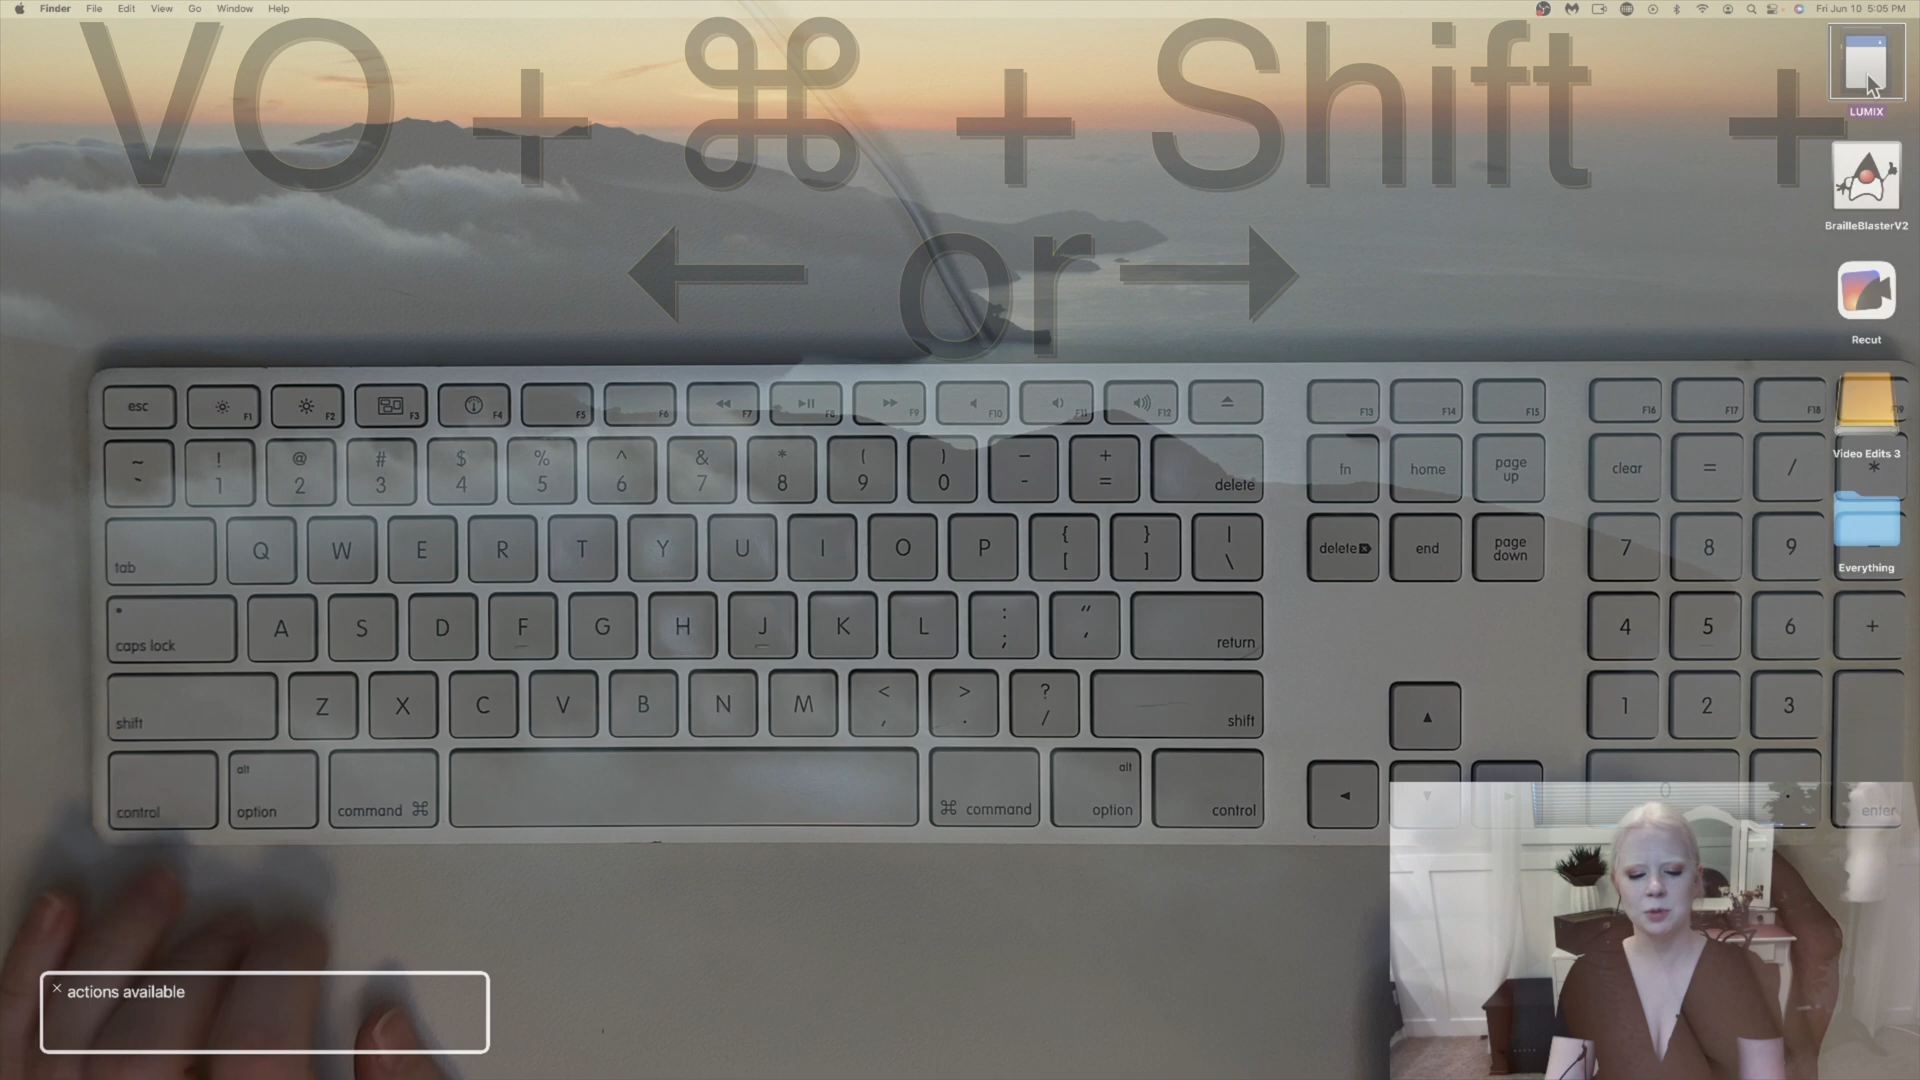 Finder File Edit View Go Window Help
Fri Jun 10 5:05 PM
VO + ⌘ + Shift +
← or →
LUMIX
BrailleBlasterV2
Recut
Video Edits 3
Everything
esc F1 F2 F3 F4 F5 F6 F7 F8 F9 F10 F11 F12 F13 F14 F15 F16 F17 F18 F19
~ ! @ # $ % ^ & * ( ) − +
` 1 2 3 4 5 6 7 8 9 0 - = delete fn home page up clear = / *
tab Q W E R T Y U I O P { [ } ] | \ delete end page down 7 8 9 −
caps lock A S D F G H J K L : ; " ' return 4 5 6 +
shift Z X C V B N M < , > . ? / shift ▲ 1 2 3
control alt option command ⌘ ⌘ command alt option control ◄ ▼ ► 0 . enter
× actions available